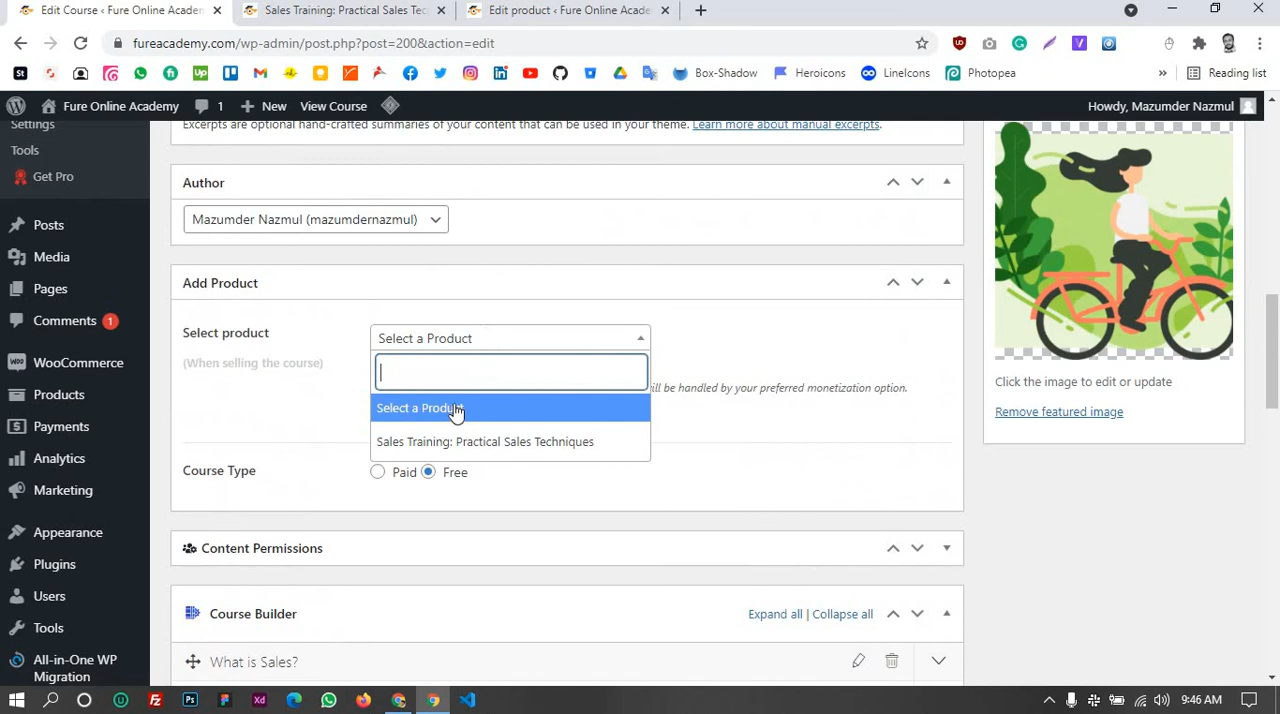 Edit Course ‹ Fure Online Acade
Sales Training: Practical Sales Tec
Edit product ‹ Fure Online Acade
fureacademy.com/wp-admin/post.php?post=200&action=edit
Box-Shadow
Heroicons
LineIcons
Photopea
Reading list
Fure Online Academy
1
New
View Course
Howdy, Mazumder Nazmul
Settings
Tools
Get Pro
Posts
Media
Pages
Comments 1
WooCommerce
Products
Payments
Analytics
Marketing
Appearance
Plugins
Users
Tools
All-in-One WP
Migration
Excerpts are optional hand-crafted summaries of your content that can be used in your theme. Learn more about manual excerpts.
Author
Mazumder Nazmul (mazumdernazmul)
Add Product
Select product
(When selling the course)
Select a Product
Select a Product
Sales Training: Practical Sales Techniques
ill be handled by your preferred monetization option.
Course Type
Paid
Free
Content Permissions
Course Builder
Expand all | Collapse all
What is Sales?
Click the image to edit or update
Remove featured image
9:46 AM